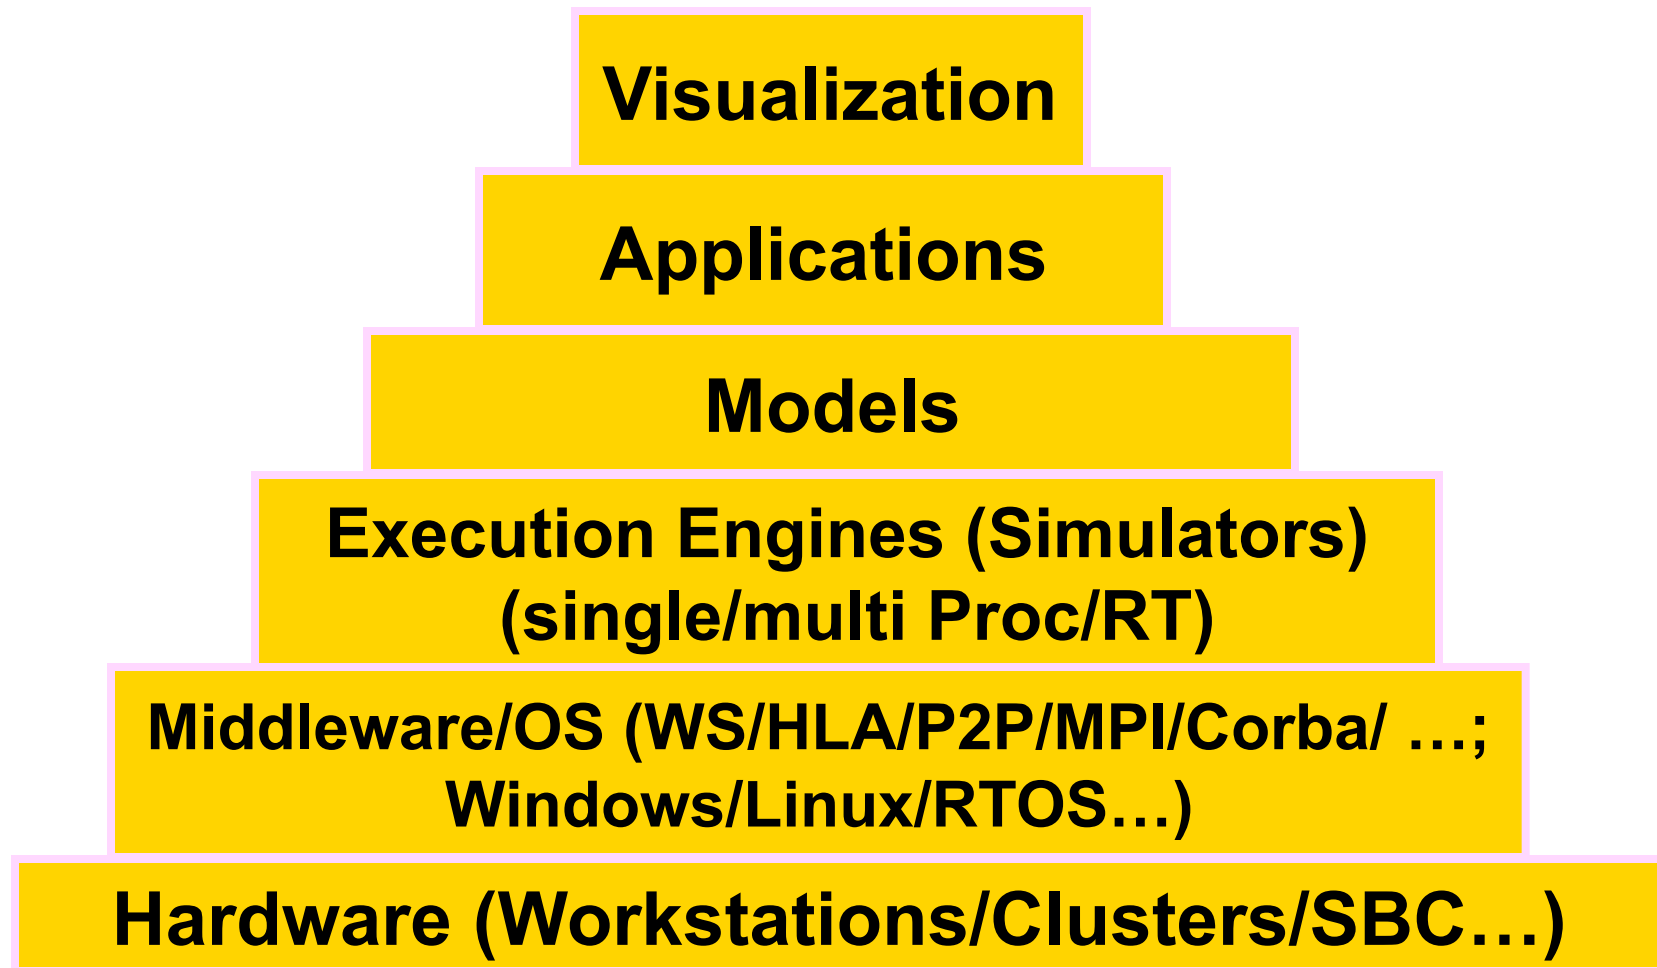 Visualization
Applications
Models
Execution Engines (Simulators)
(single/multi Proc/RT)
Middleware/OS (WS/HLA/P2P/MPI/Corba/ …;
Windows/Linux/RTOS…)
Hardware (Workstations/Clusters/SBC…)